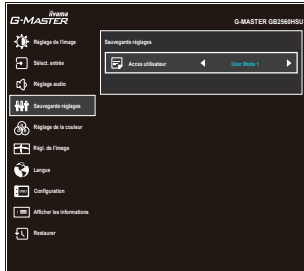 iiyama
G-MASTER
G-MASTER GB2560HSU
Réglage de l'image
Sélect. entrée
Réglage audio
Sauvegarde réglages
Réglage de la couleur
Régl. de l'image
Langue
Configuration
Afficher les informations
Restaurer
Sauvegarde réglages
Acces utilisateur
User Mode 1